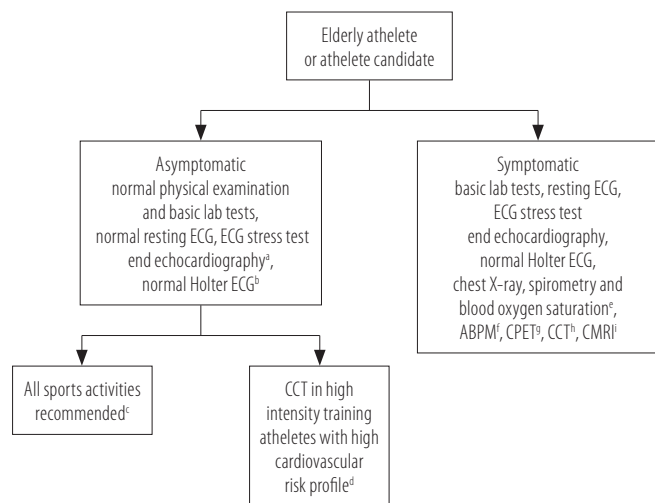 Elderly athelete
or athelete candidate
Asymptomatic
normal physical examination
and basic lab tests,
normal resting ECG, ECG stress test
end echocardiographyᵃ,
normal Holter ECGᵇ
Symptomatic
basic lab tests, resting ECG,
ECG stress test
end echocardiography,
normal Holter ECG,
chest X-ray, spirometry and
blood oxygen saturationᵉ,
ABPMᶠ, CPETᵍ, CCTʰ, CMRIⁱ
All sports activities
recommendedᶜ
CCT in high
intensity training
atheletes with high
cardiovascular
risk profileᵈ